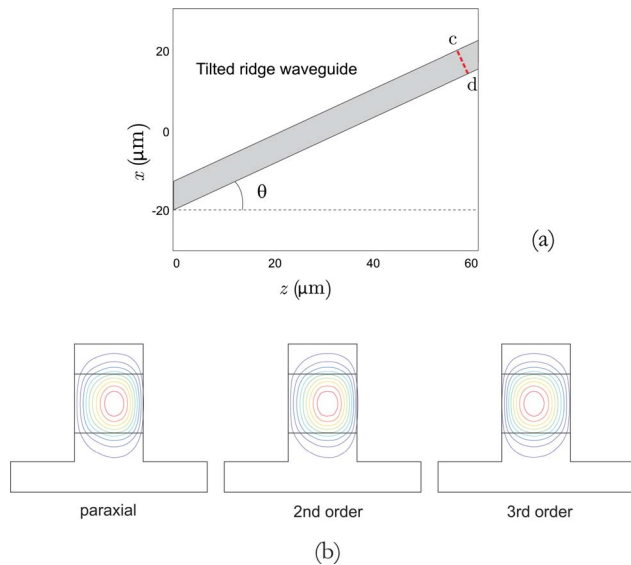 c
20
Tilted ridge waveguide
d
x (µm)
0
θ
-20
(a)
0
20
40
60
z (µm)
paraxial
2nd order
3rd order
(b)